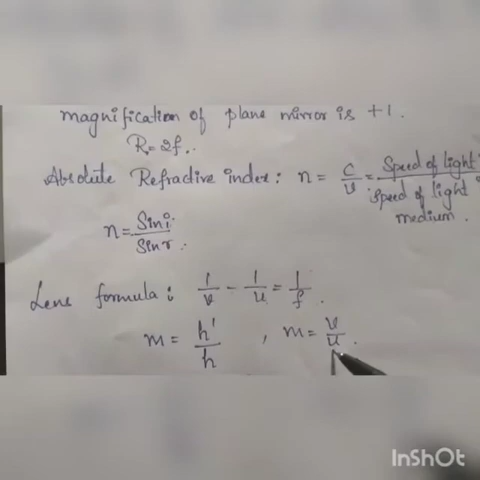 magnification of plane mirror is +1.
R=2f.
Absolute Refractive index: n = c/v = Speed of light / Speed of light
medium.
n = Sin i / Sin r
Lens formula: 1/v - 1/u = 1/f.
m = h'/h , m = v/u.
InShOt